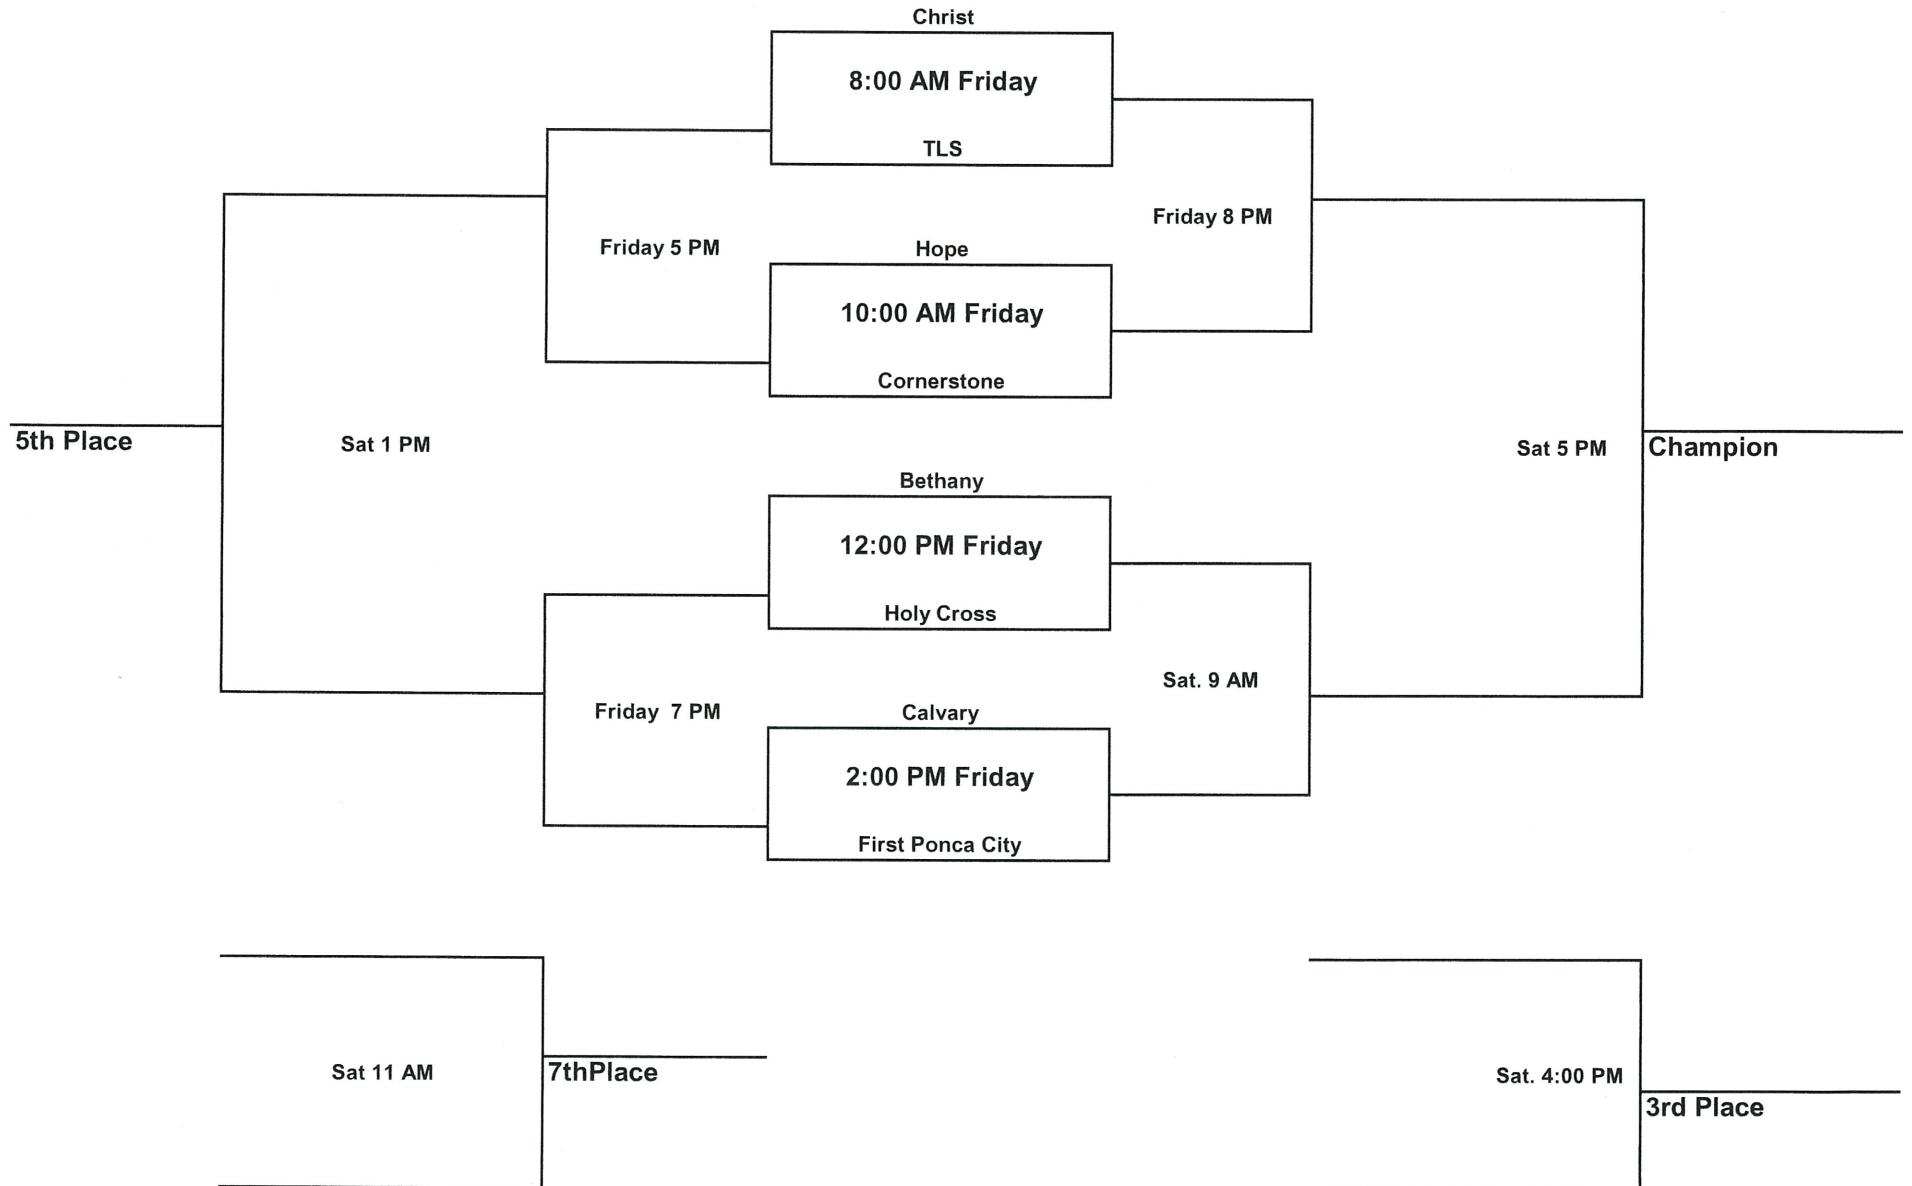 Christ
8:00 AM Friday
TLS
Friday 8 PM
Friday 5 PM
Hope
10:00 AM Friday
Cornerstone
5th Place
Sat 1 PM
Sat 5 PM
Champion
Bethany
12:00 PM Friday
Holy Cross
Sat. 9 AM
Friday  7 PM
Calvary
2:00 PM Friday
First Ponca City
Sat 11 AM
7thPlace
Sat. 4:00 PM
3rd Place